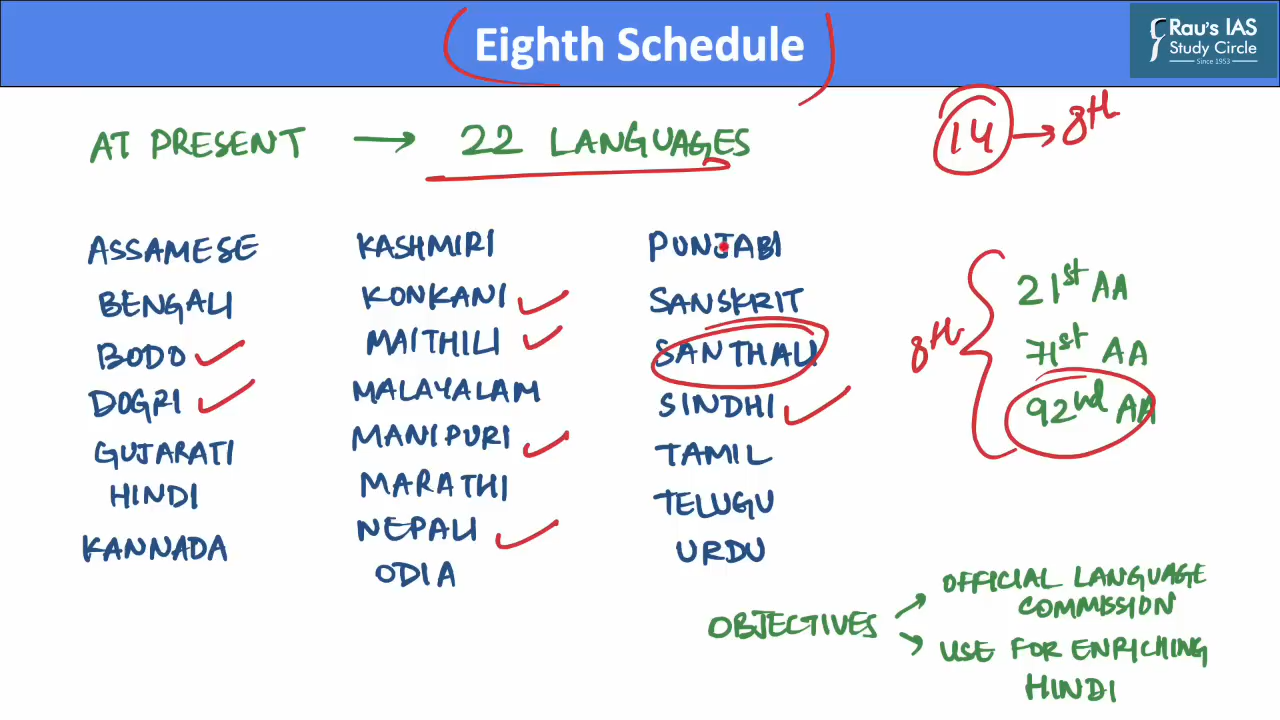 Eighth Schedule
Rau's IAS
Study Circle
Since 1953
AT PRESENT → 22 LANGUAGES
14 → 8th
ASSAMESE
BENGALI
BODO
DOGRI
GUJARATI
HINDI
KANNADA
KASHMIRI
KONKANI
MAITHILI
MALAYALAM
MANIPURI
MARATHI
NEPALI
ODIA
PUNJABI
SANSKRIT
SANTHALI
SINDHI
TAMIL
TELUGU
URDU
8th
21st AA
71st AA
92nd AA
OBJECTIVES
OFFICIAL LANGUAGE
COMMISSION
USE FOR ENRICHING
HINDI